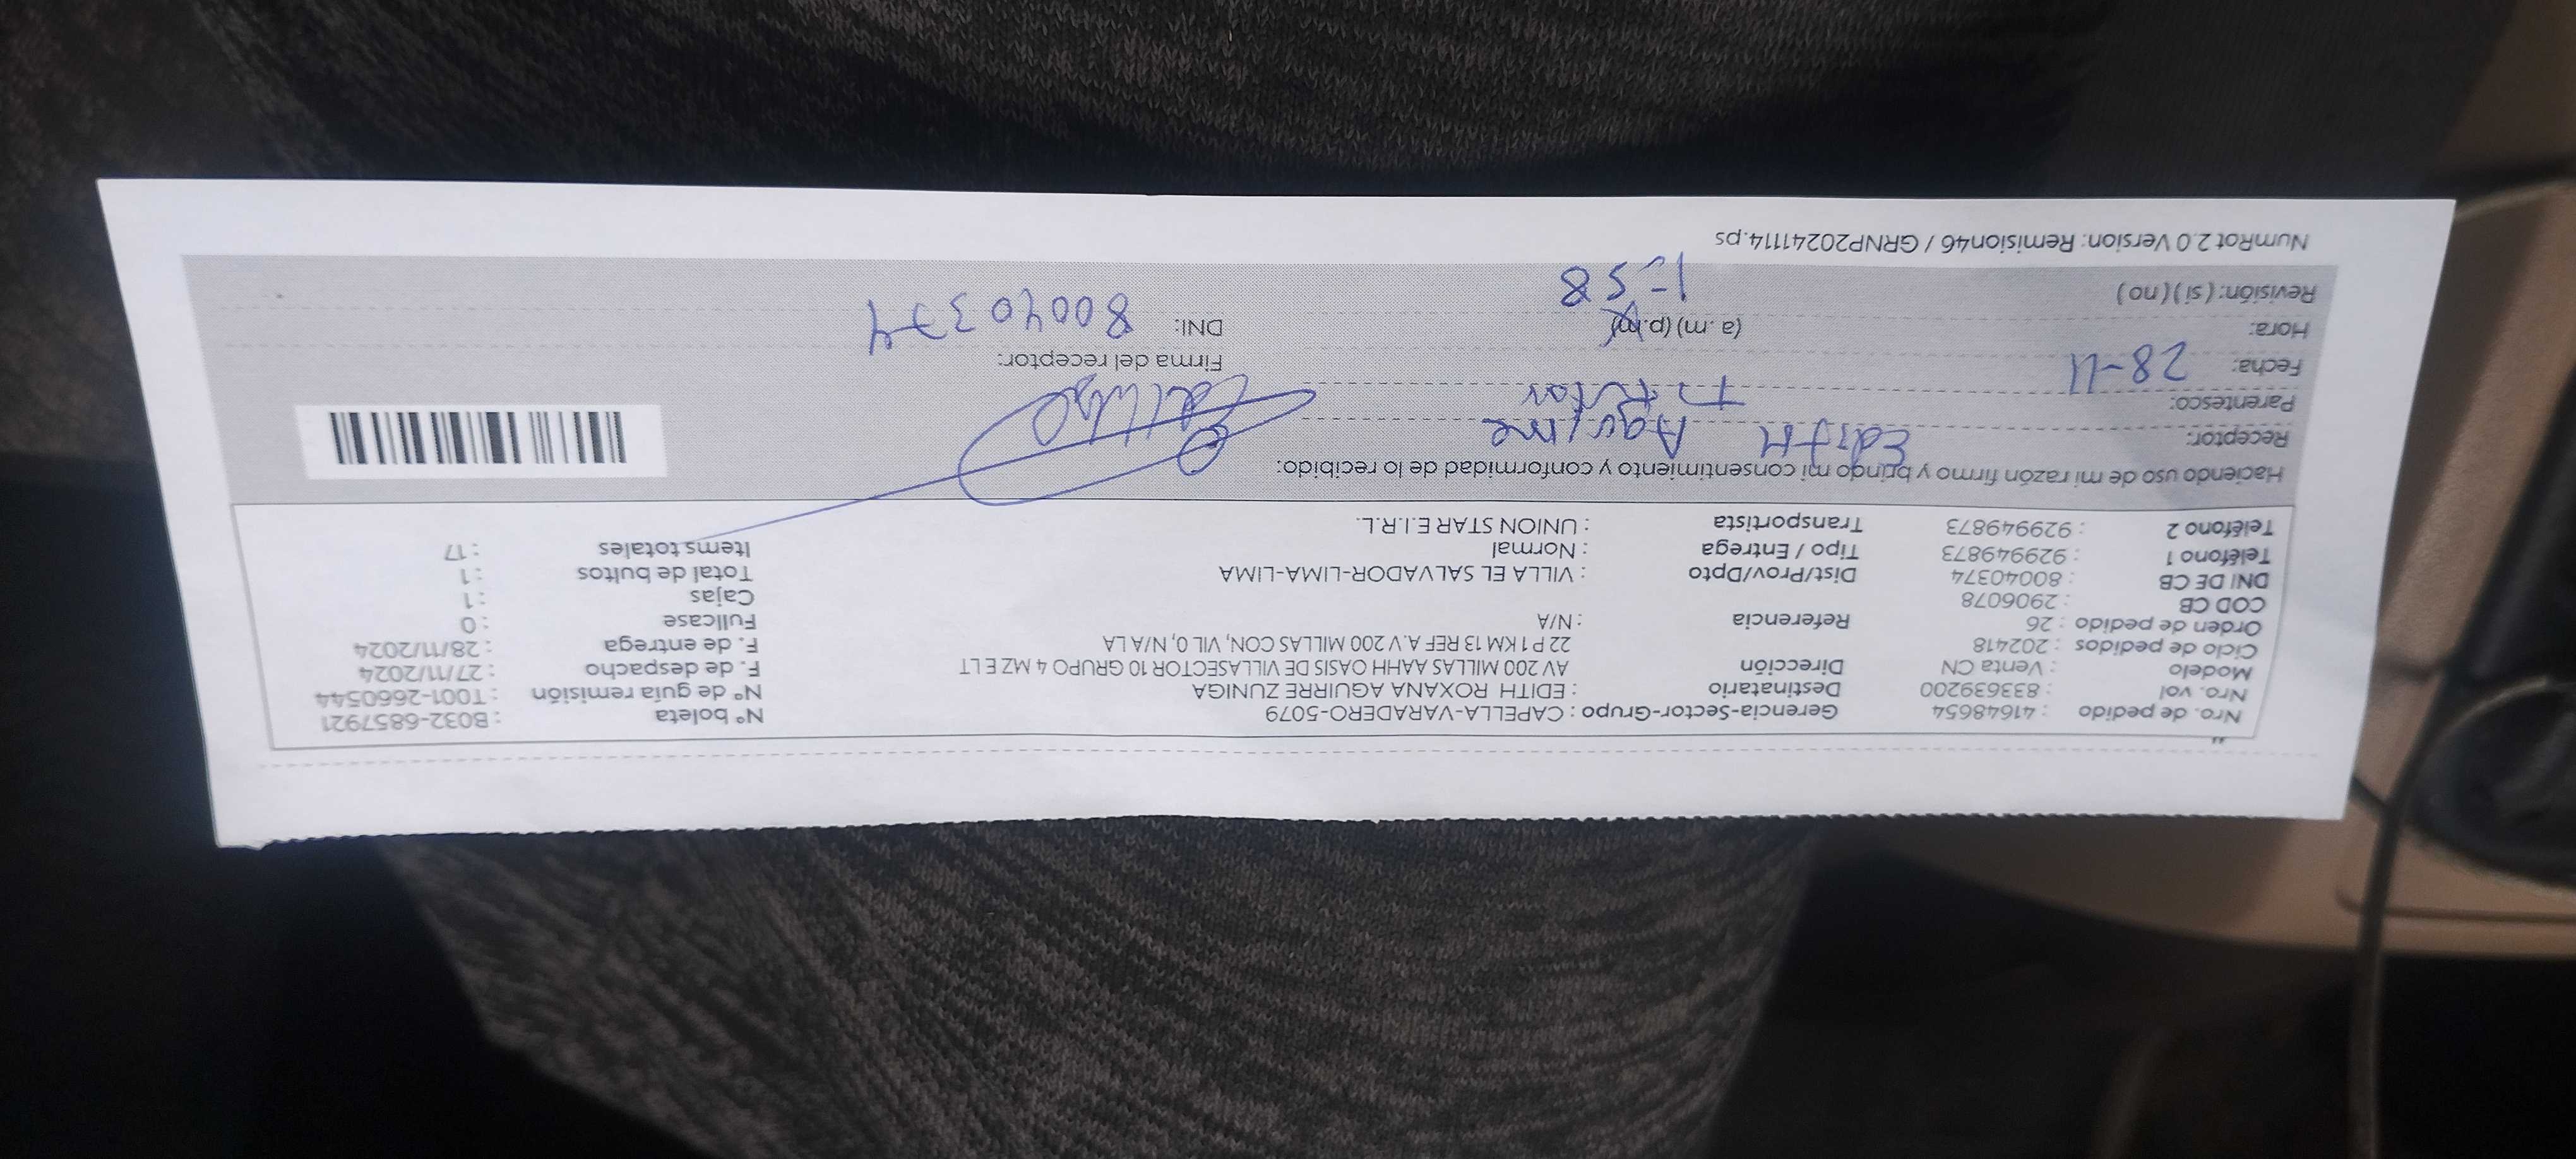 Nro. de pedido : 41648654 Gerencia-Sector-Grupo : CAPELLA-VARADERO-5079 N° boleta : B032-6857921
Nro. vol : 833639200 Destinatario : EDITH ROXANA AGUIRRE ZUNIGA N° de guía remisión : T001-2660544
Modelo : Venta CN Dirección AV 200 MILLAS AAHH OASIS DE VILLASECTOR 10 GRUPO 4 MZ E LT F. de despacho : 27/11/2024
Ciclo de pedidos : 202418 22 P 1 KM 13 REF A.V 200 MILLAS CON, VIL 0, N/A LA F. de entrega : 28/11/2024
Orden de pedido : 26 Referencia : N/A Fullcase : 0
COD CB : 2906078 Cajas : 1
DNI DE CB : 80040374 Dist/Prov/Dpto : VILLA EL SALVADOR-LIMA-LIMA Total de bultos : 1
Teléfono 1 : 929949873 Tipo / Entrega : Normal Items totales : 17
Teléfono 2 : 929949873 Transportista : UNION STAR E.I.R.L.
Haciendo uso de mi razón firmo y bringo mi consentimiento y conformidad de lo recibido:
Receptor: Edith Aguirre
Parentesco:
Fecha: 28-11 Firma del receptor:
Hora: (a.m) (p.m) DNI: 80040374
Revisión: (si) (no) 1-58
NumRot 2.0 Version: Remision46 / GRNP20241114.ps